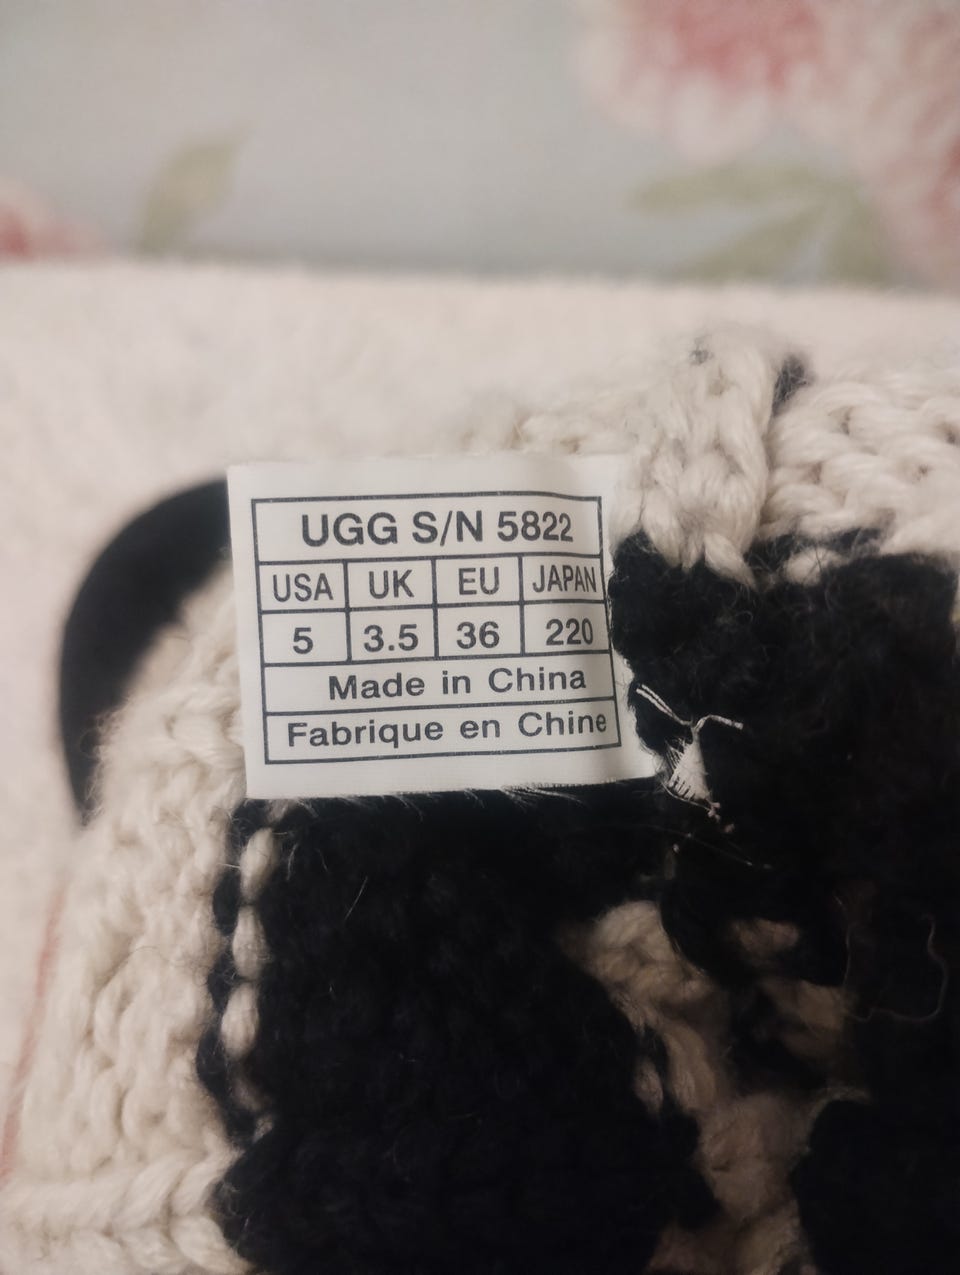 UGG S/N 5822
USA UK EU JAPAN
5 3.5 36 220
Made in China
Fabrique en Chine